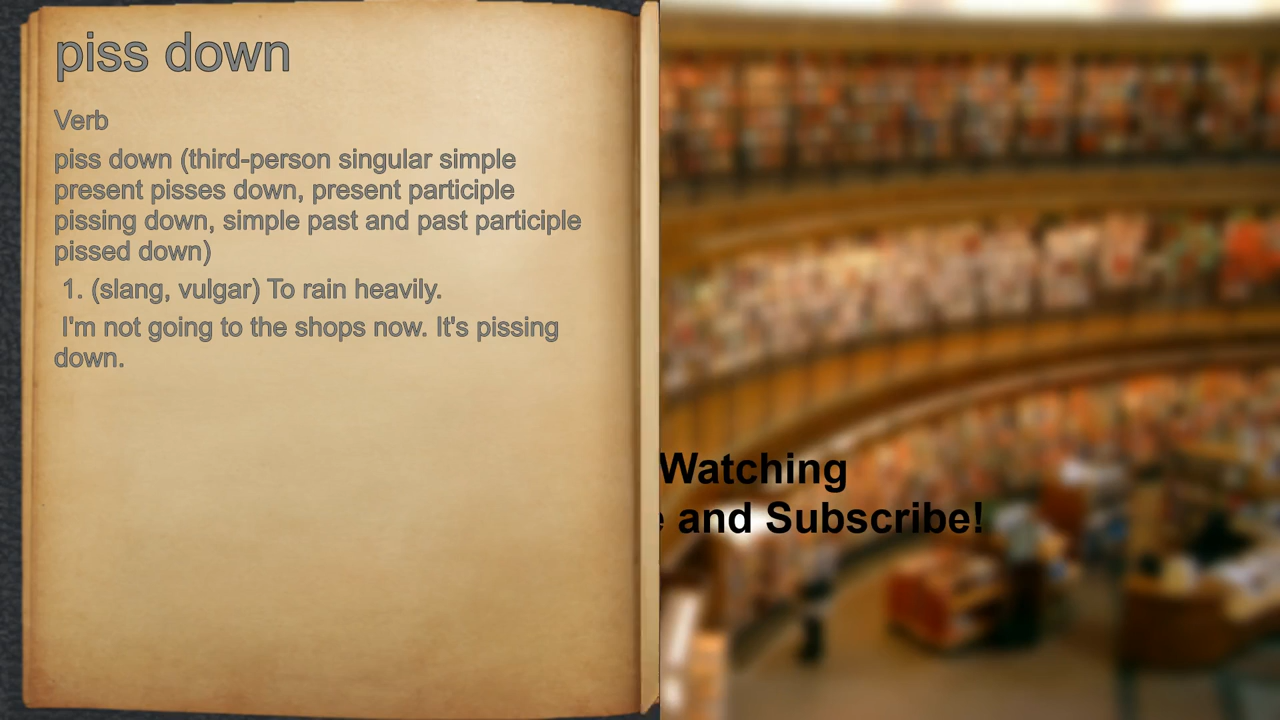 piss down
Verb
piss down (third-person singular simple
present pisses down, present participle
pissing down, simple past and past participle
pissed down)
1. (slang, vulgar) To rain heavily.
I'm not going to the shops now. It's pissing
down.
Watching
and Subscribe!